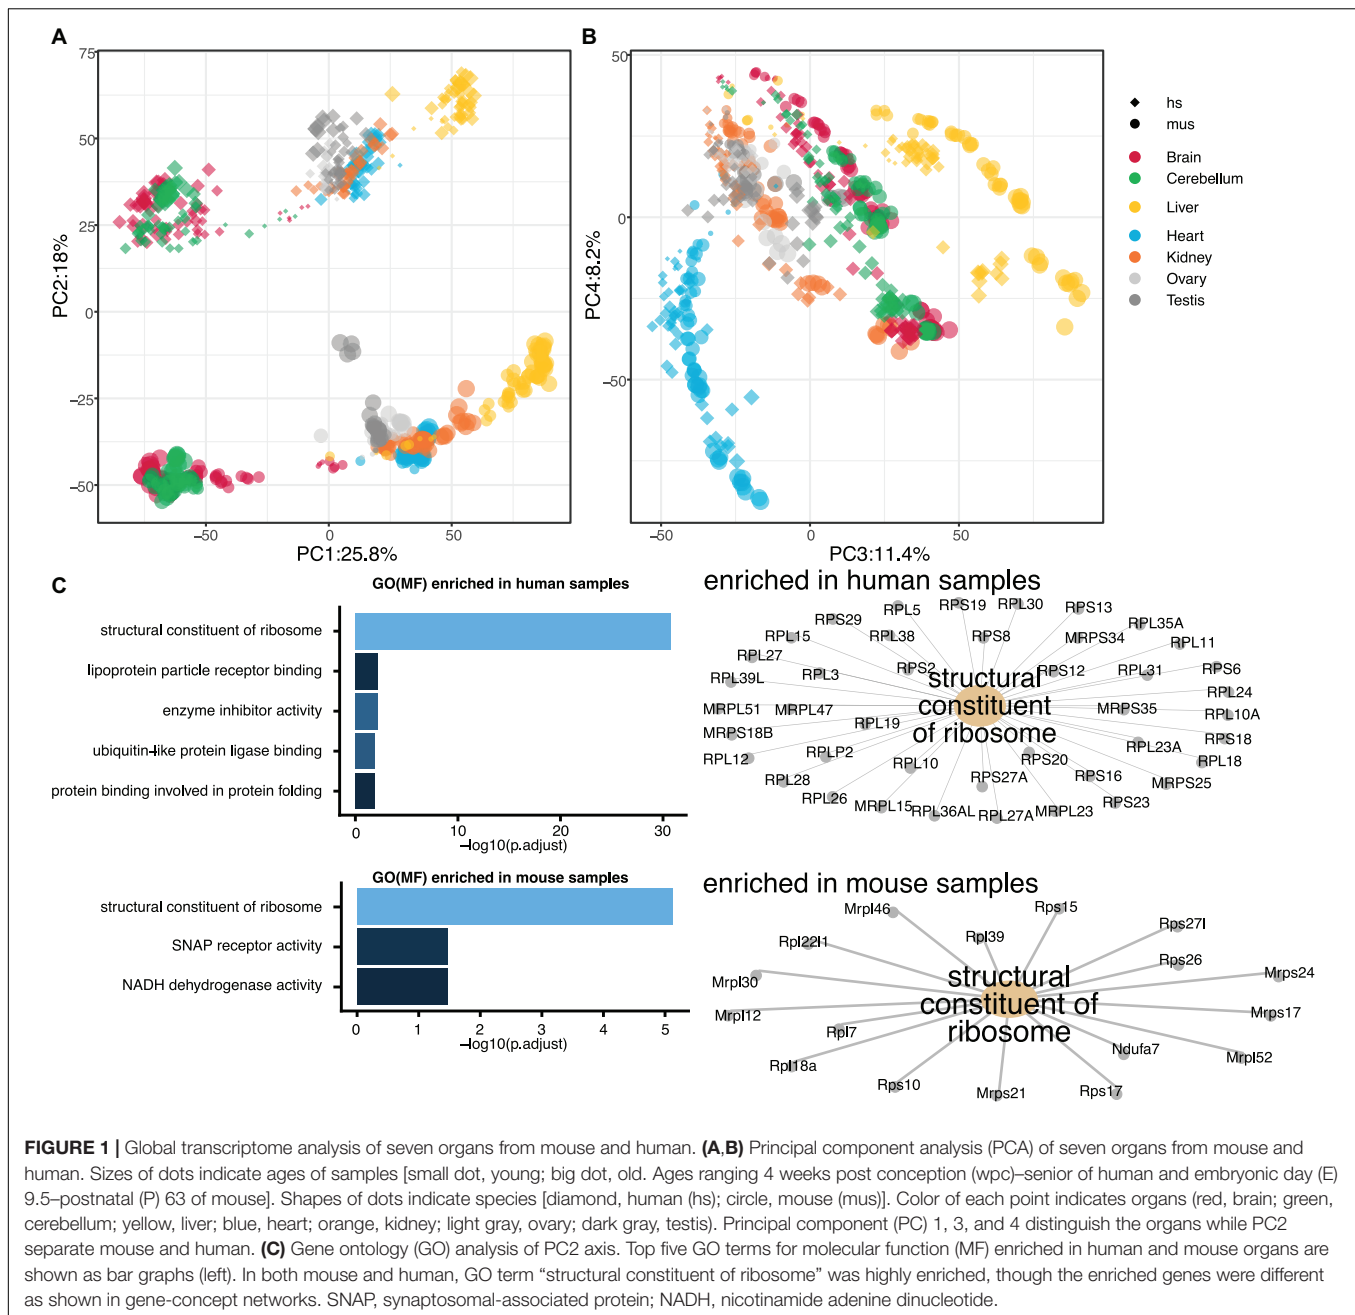 A
75
50
25
0
−25
−50
−50
0
50
PC2:18%
PC1:25.8%
B
50
0
−50
−50
0
50
PC4:8.2%
PC3:11.4%
hs
mus
Brain
Cerebellum
Liver
Heart
Kidney
Ovary
Testis
C
GO(MF) enriched in human samples
structural constituent of ribosome
lipoprotein particle receptor binding
enzyme inhibitor activity
ubiquitin−like protein ligase binding
protein binding involved in protein folding
0
10
20
30
−log10(p.adjust)
enriched in human samples
RPL5
RPS19
RPL30
RPS13
RPS29
RPL35A
RPL15
RPL38
RPS8
MRPS34
RPL11
RPL27
RPS2
RPS12
RPL31
RPS6
RPL39L
RPL3
RPL24
MRPL51
MRPL47
MRPS35
RPL10A
MRPS18B
RPL19
RPS18
RPL12
RPLP2
RPL23A
RPL18
RPL28
RPL10
RPS20
RPS16
MRPS25
RPL26
RPS27A
RPS23
MRPL15
RPL36AL
RPL27A
MRPL23
structural
constituent
of ribosome
GO(MF) enriched in mouse samples
structural constituent of ribosome
SNAP receptor activity
NADH dehydrogenase activity
0
1
2
3
4
5
−log10(p.adjust)
enriched in mouse samples
Mrpl46
Rps15
Rps27l
Rpl22l1
Rpl39
Rps26
Mrpl30
Mrps24
Mrpl12
Mrps17
Rpl7
Ndufa7
Mrpl52
Rpl18a
Rps10
Mrps21
Rps17
structural
constituent of
ribosome
FIGURE 1 | Global transcriptome analysis of seven organs from mouse and human. (A,B) Principal component analysis (PCA) of seven organs from mouse and
human. Sizes of dots indicate ages of samples [small dot, young; big dot, old. Ages ranging 4 weeks post conception (wpc)–senior of human and embryonic day (E)
9.5–postnatal (P) 63 of mouse]. Shapes of dots indicate species [diamond, human (hs); circle, mouse (mus)]. Color of each point indicates organs (red, brain; green,
cerebellum; yellow, liver; blue, heart; orange, kidney; light gray, ovary; dark gray, testis). Principal component (PC) 1, 3, and 4 distinguish the organs while PC2
separate mouse and human. (C) Gene ontology (GO) analysis of PC2 axis. Top five GO terms for molecular function (MF) enriched in human and mouse organs are
shown as bar graphs (left). In both mouse and human, GO term “structural constituent of ribosome” was highly enriched, though the enriched genes were different
as shown in gene-concept networks. SNAP, synaptosomal-associated protein; NADH, nicotinamide adenine dinucleotide.